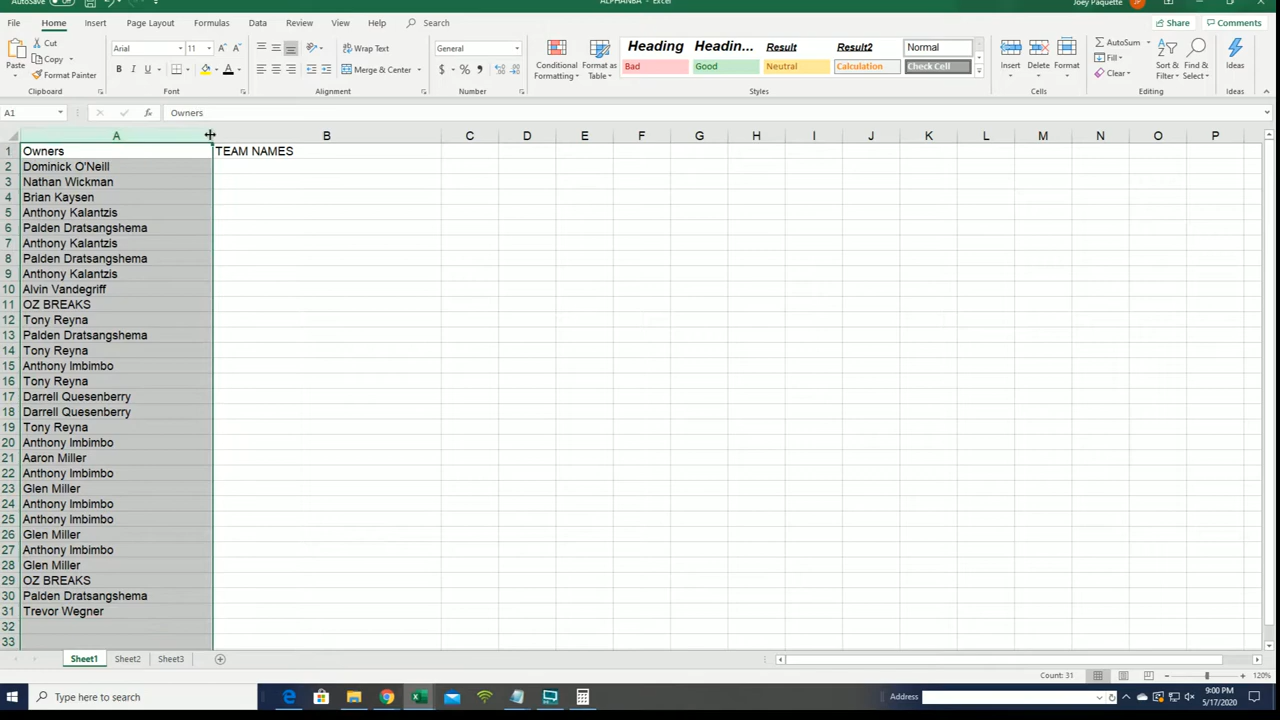 AutoSave Off ALPHANBA - Excel Joey Paquette JP
File Home Insert Page Layout Formulas Data Review View Help Search Share Comments
Paste Cut Copy Format Painter Clipboard
Arial 11 A A B I U A Font
Wrap Text Merge & Center Alignment
General $ % , Number
Conditional Formatting Format as Table
Heading Headin... Result Result2 Normal
Bad Good Neutral Calculation Check Cell
Styles
Insert Delete Format Cells
AutoSum Fill Clear Sort & Filter Find & Select Editing
Ideas Ideas
A1 fx Owners
A B C D E F G H I J K L M N O P
1 Owners TEAM NAMES
2 Dominick O'Neill
3 Nathan Wickman
4 Brian Kaysen
5 Anthony Kalantzis
6 Palden Dratsangshema
7 Anthony Kalantzis
8 Palden Dratsangshema
9 Anthony Kalantzis
10 Alvin Vandegriff
11 OZ BREAKS
12 Tony Reyna
13 Palden Dratsangshema
14 Tony Reyna
15 Anthony Imbimbo
16 Tony Reyna
17 Darrell Quesenberry
18 Darrell Quesenberry
19 Tony Reyna
20 Anthony Imbimbo
21 Aaron Miller
22 Anthony Imbimbo
23 Glen Miller
24 Anthony Imbimbo
25 Anthony Imbimbo
26 Glen Miller
27 Anthony Imbimbo
28 Glen Miller
29 OZ BREAKS
30 Palden Dratsangshema
31 Trevor Wegner
32
33
Sheet1 Sheet2 Sheet3
Count: 31 120%
Type here to search Address 9:00 PM
5/17/2020